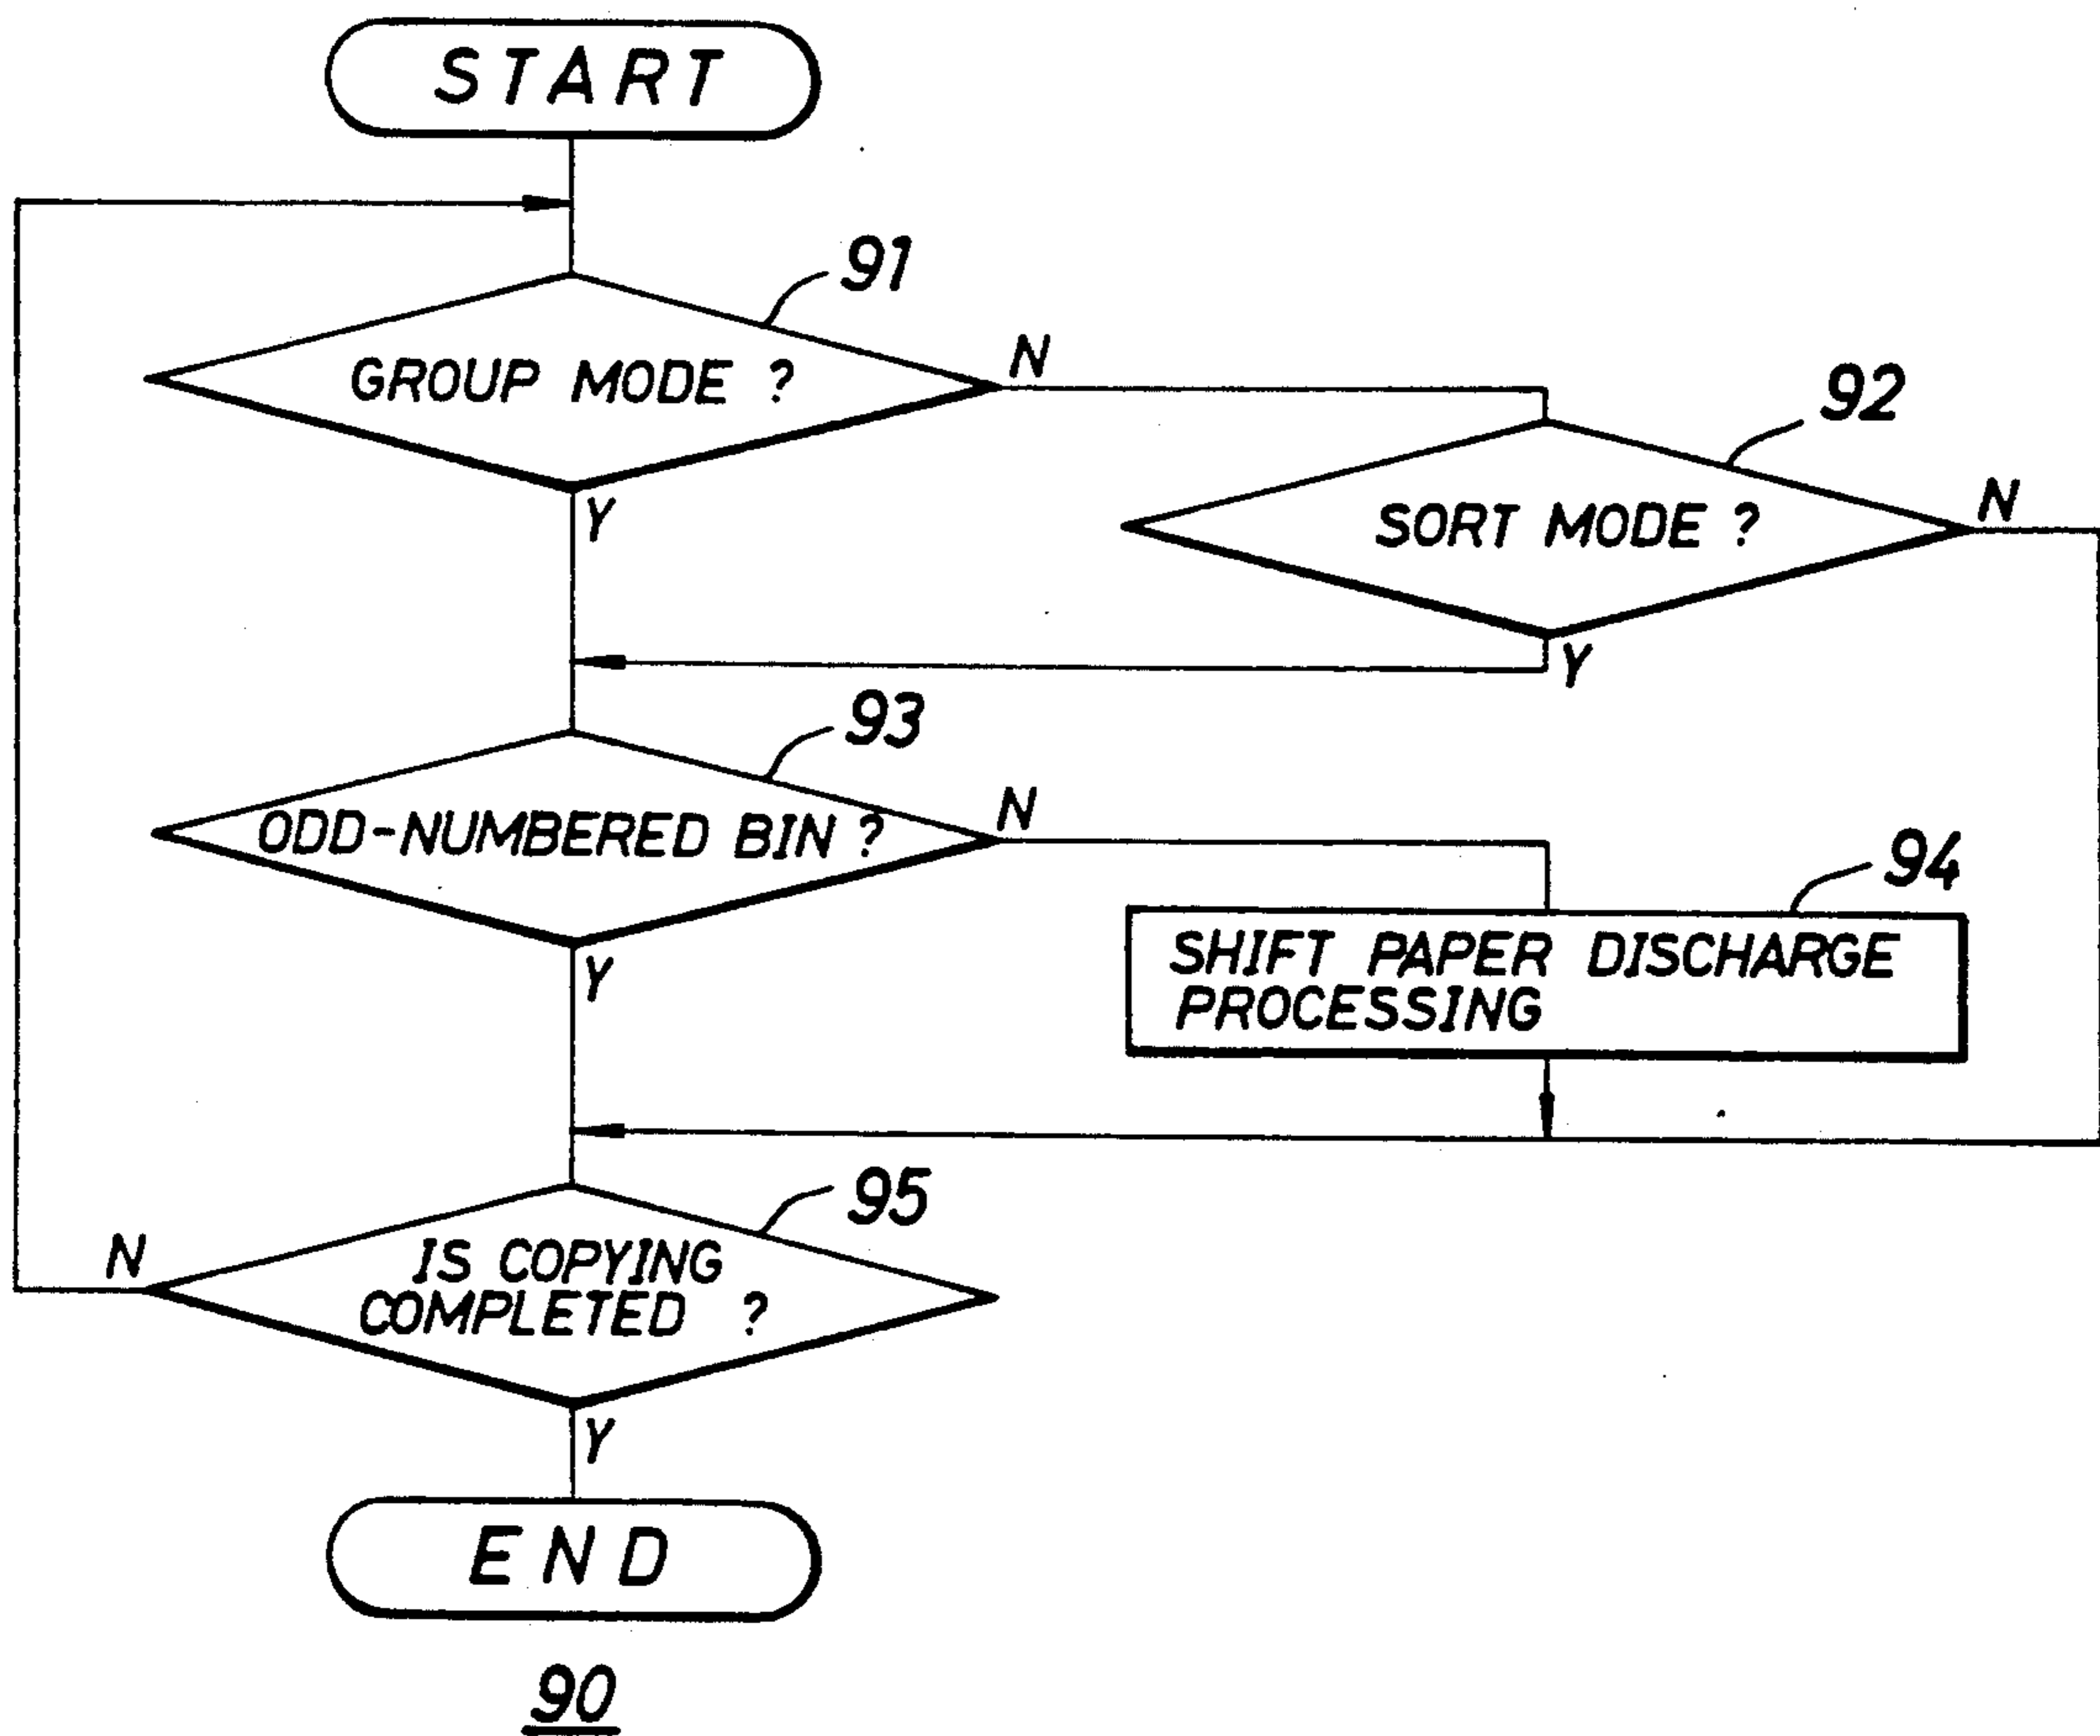 START
91
GROUP MODE ?
N
92
Y
SORT MODE ?
N
Y
93
ODD-NUMBERED BIN ?
N
94
Y
SHIFT PAPER DISCHARGE
PROCESSING
95
N
IS COPYING
COMPLETED ?
Y
END
90